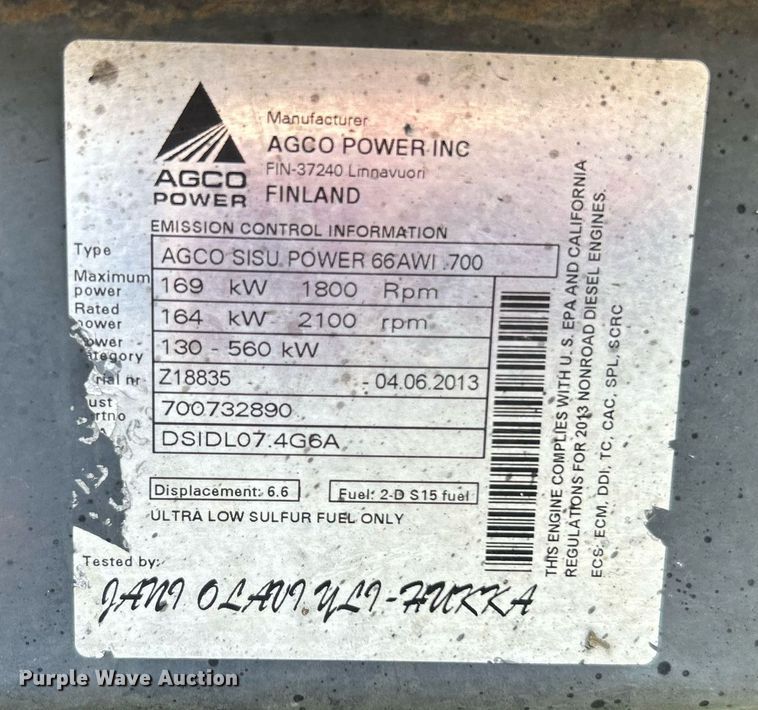 AGCO
POWER
Manufacturer
AGCO POWER INC
FIN-37240 Linnavuori
FINLAND
EMISSION CONTROL INFORMATION
Type AGCO SISU POWER 66AWI .700
Maximum power 169 kW 1800 Rpm
Rated power 164 kW 2100 rpm
130 - 560 kW
nr Z18835 - 04.06.2013
700732890
DSIDL07.4G6A
Displacement: 6.6 Fuel: 2-D S15 fuel
ULTRA LOW SULFUR FUEL ONLY
Tested by:
JANI OLAVI YLI-HUKKA
THIS ENGINE COMPLIES WITH U. S. EPA AND CALIFORNIA
REGULATIONS FOR 2013 NONROAD DIESEL ENGINES.
ECS, ECM, DDI, TC, CAC, SPL, SCRC
Purple Wave Auction